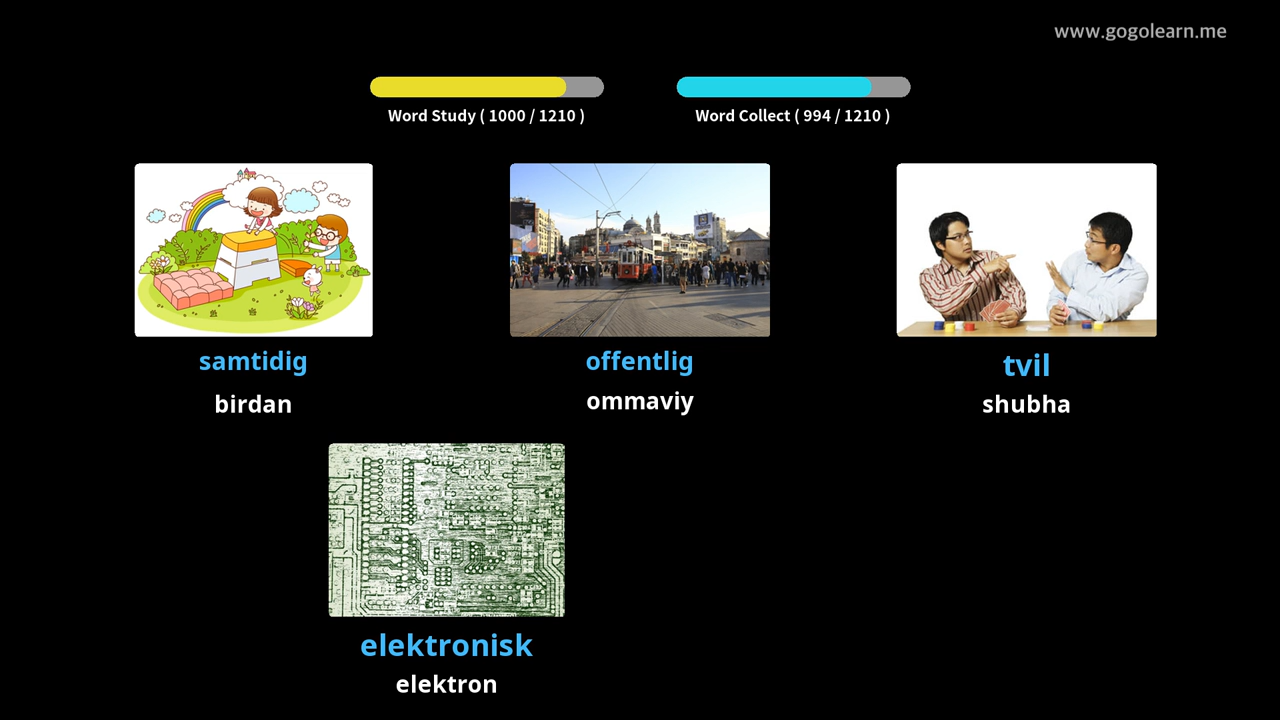 www.gogolearn.me
Word Study ( 1000 / 1210 )
Word Collect ( 994 / 1210 )
samtidig
birdan
offentlig
ommaviy
tvil
shubha
elektronisk
elektron